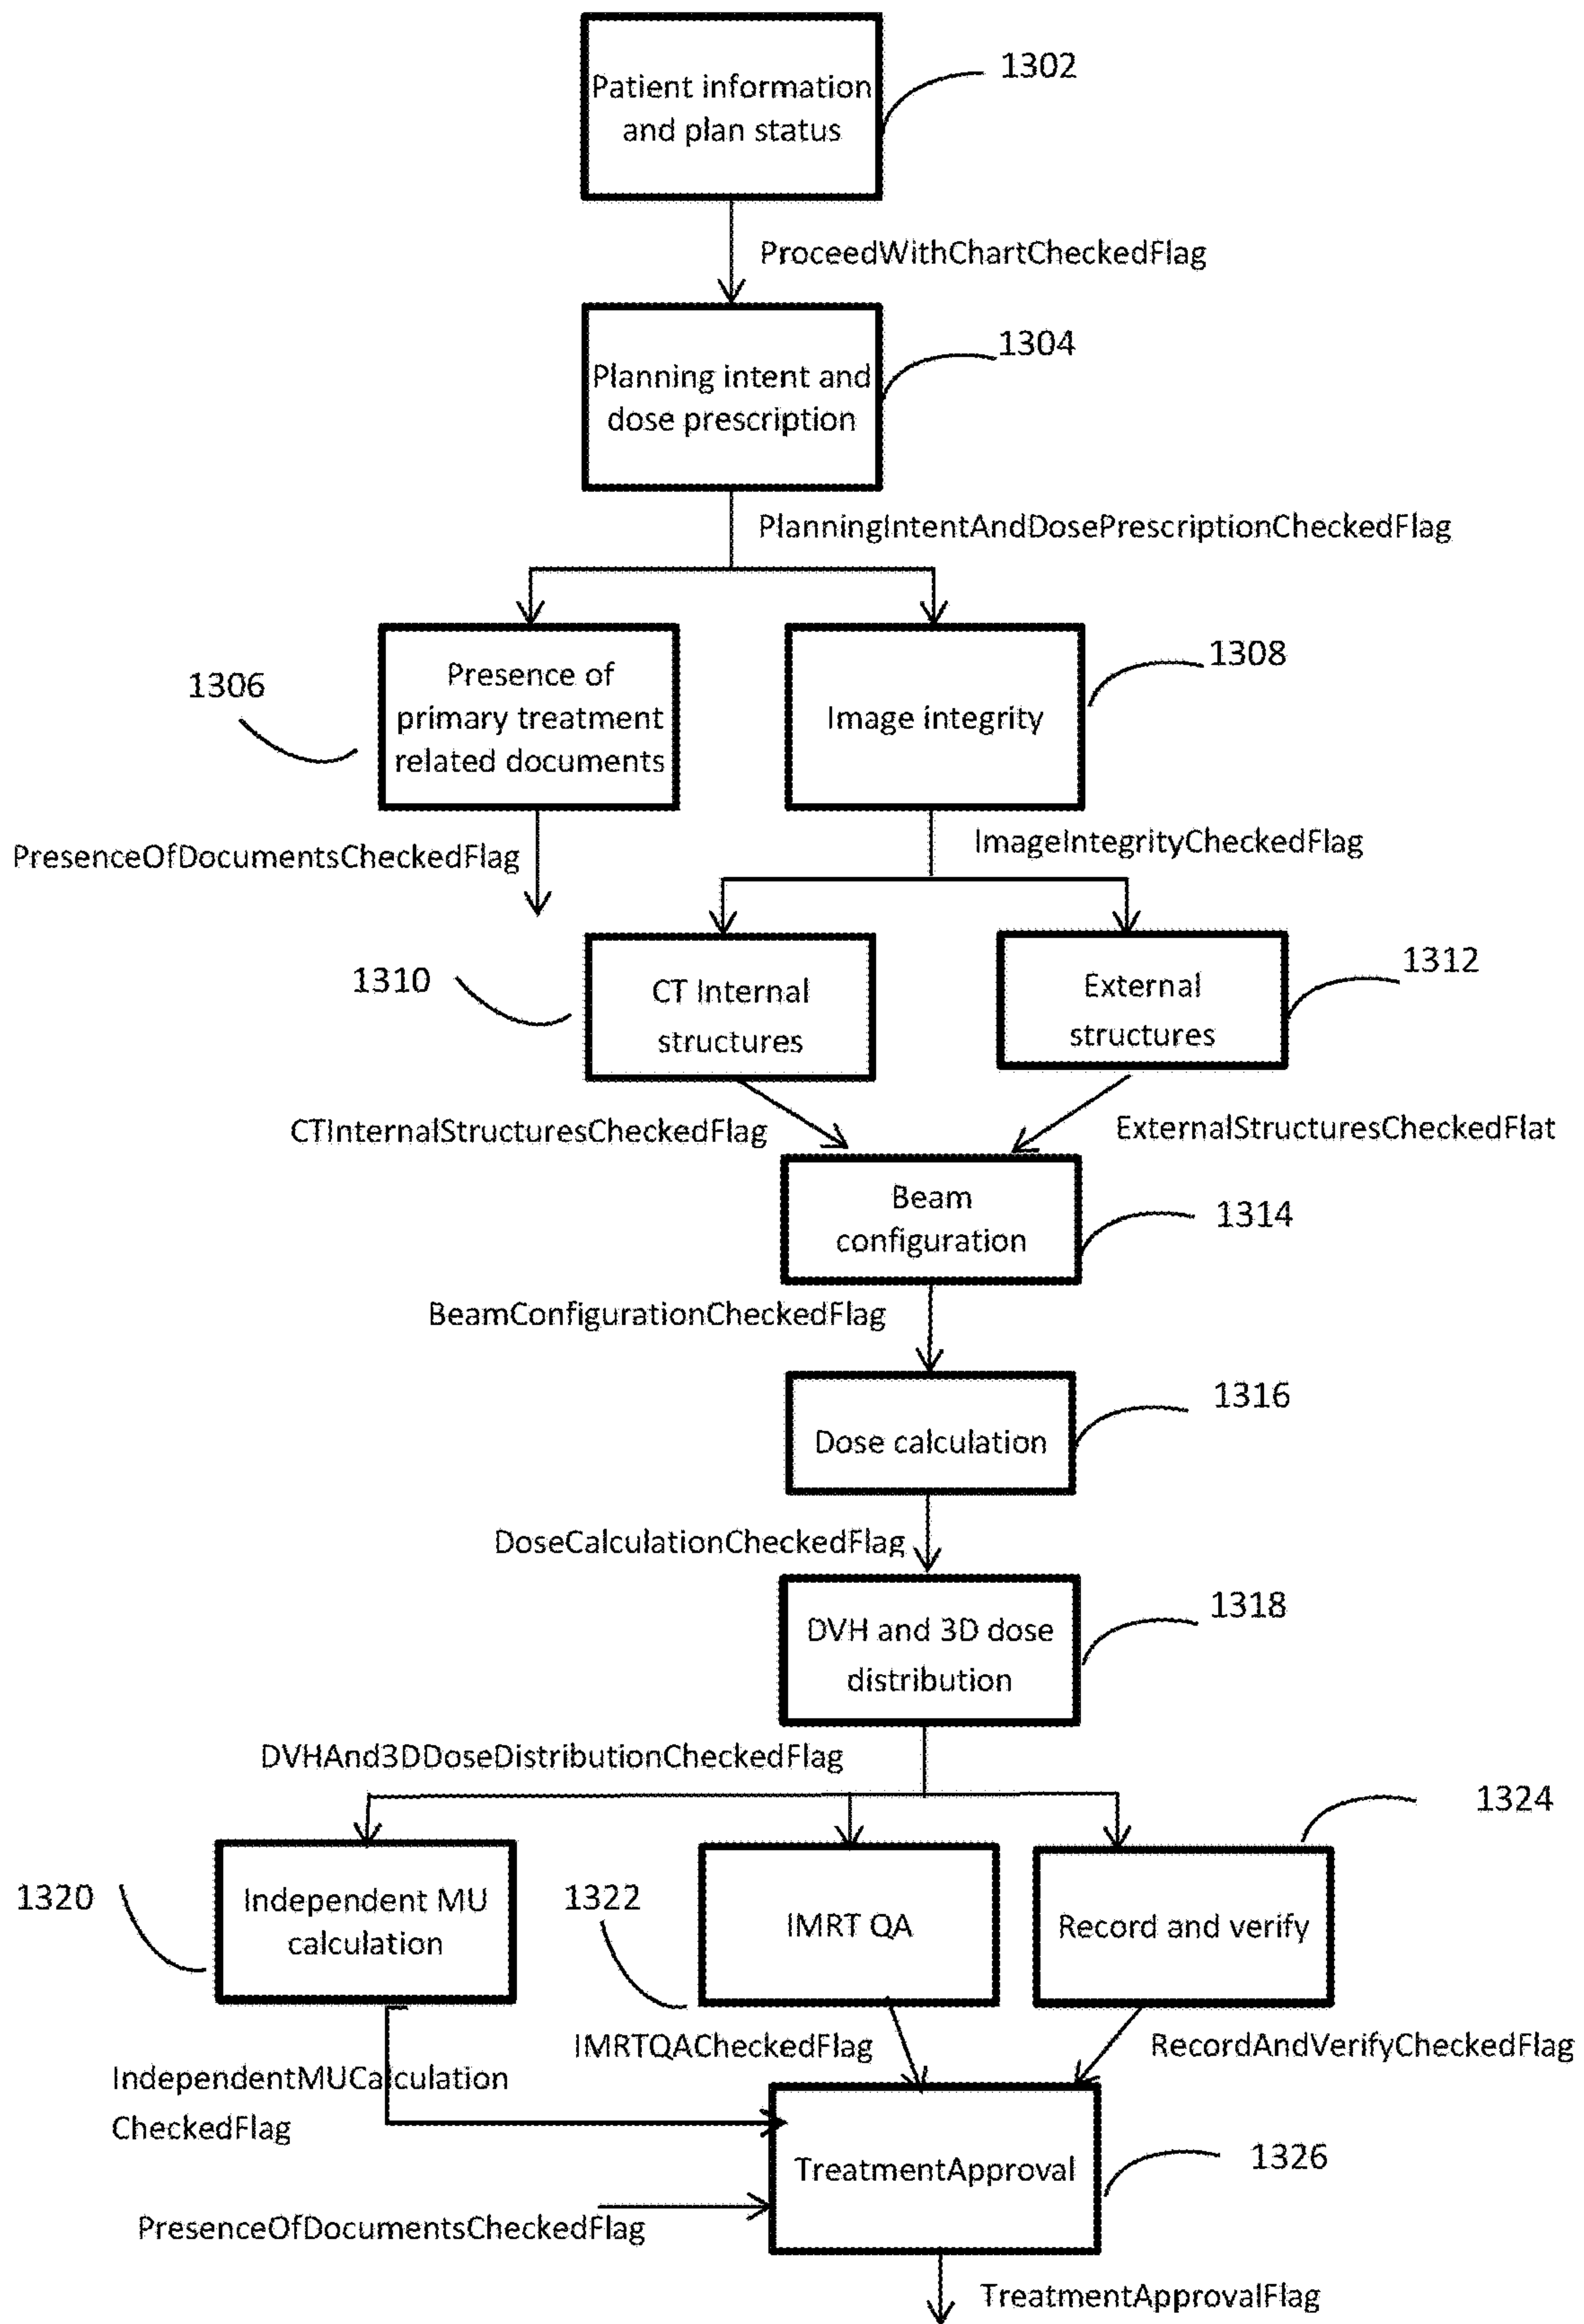 Patient information
and plan status
1302
ProceedWithChartCheckedFlag
Planning intent and
dose prescription
1304
PlanningIntentAndDosePrescriptionCheckedFlag
1306
Presence of
primary treatment
related documents
Image integrity
1308
PresenceOfDocumentsCheckedFlag
ImageIntegrityCheckedFlag
1310
CT Internal
structures
External
structures
1312
CTInternalStructuresCheckedFlag
ExternalStructuresCheckedFlat
Beam
configuration
1314
BeamConfigurationCheckedFlag
Dose calculation
1316
DoseCalculationCheckedFlag
DVH and 3D dose
distribution
1318
DVHAnd3DDoseDistributionCheckedFlag
1324
1320
Independent MU
calculation
1322
IMRT QA
Record and verify
IMRTQACheckedFlag
RecordAndVerifyCheckedFlag
IndependentMUCalculation
CheckedFlag
TreatmentApproval
1326
PresenceOfDocumentsCheckedFlag
TreatmentApprovalFlag